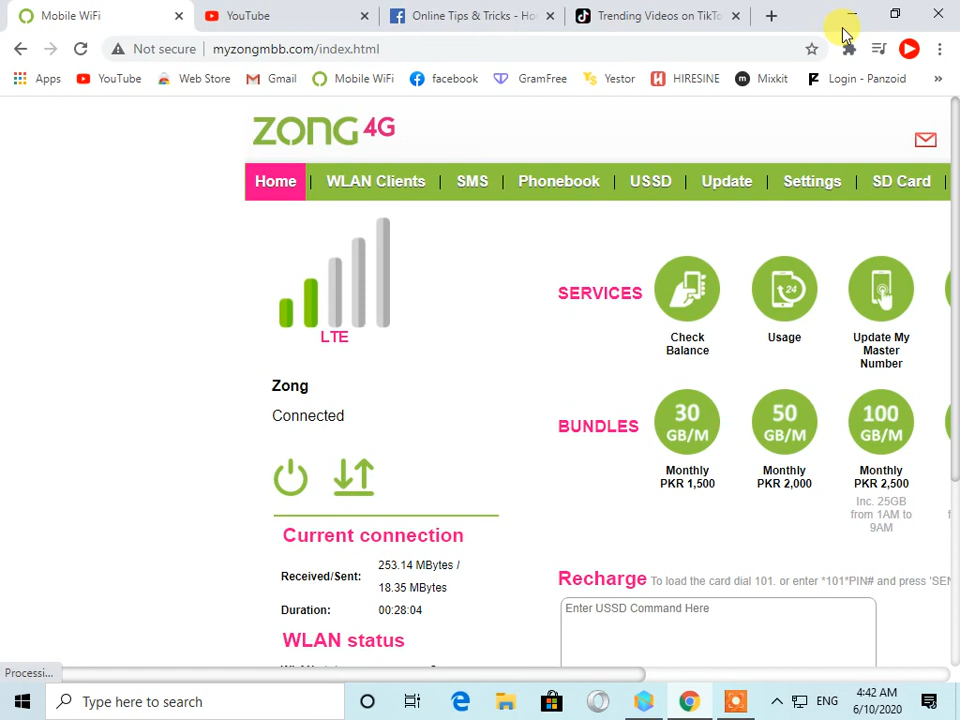 Mobile WiFi
YouTube
Online Tips & Tricks - Ho
Trending Videos on TikTo
Not secure
myzongmbb.com/index.html
Apps
YouTube
Web Store
Gmail
Mobile WiFi
facebook
GramFree
Yestor
HIRESINE
Mixkit
Login - Panzoid
»
ZONG 4G
Home
WLAN Clients
SMS
Phonebook
USSD
Update
Settings
SD Card
LTE
Zong
Connected
SERVICES
Check
Balance
24
Usage
Update My
Master
Number
BUNDLES
30
GB/M
Monthly
PKR 1,500
50
GB/M
Monthly
PKR 2,000
100
GB/M
Monthly
PKR 2,500
Inc. 25GB
from 1AM to
9AM
Current connection
Received/Sent:
253.14 MBytes /
18.35 MBytes
Duration:
00:28:04
WLAN status
Recharge
To load the card dial 101. or enter *101*PIN# and press 'SEN
Enter USSD Command Here
Processi...
Type here to search
ENG
4:42 AM
6/10/2020